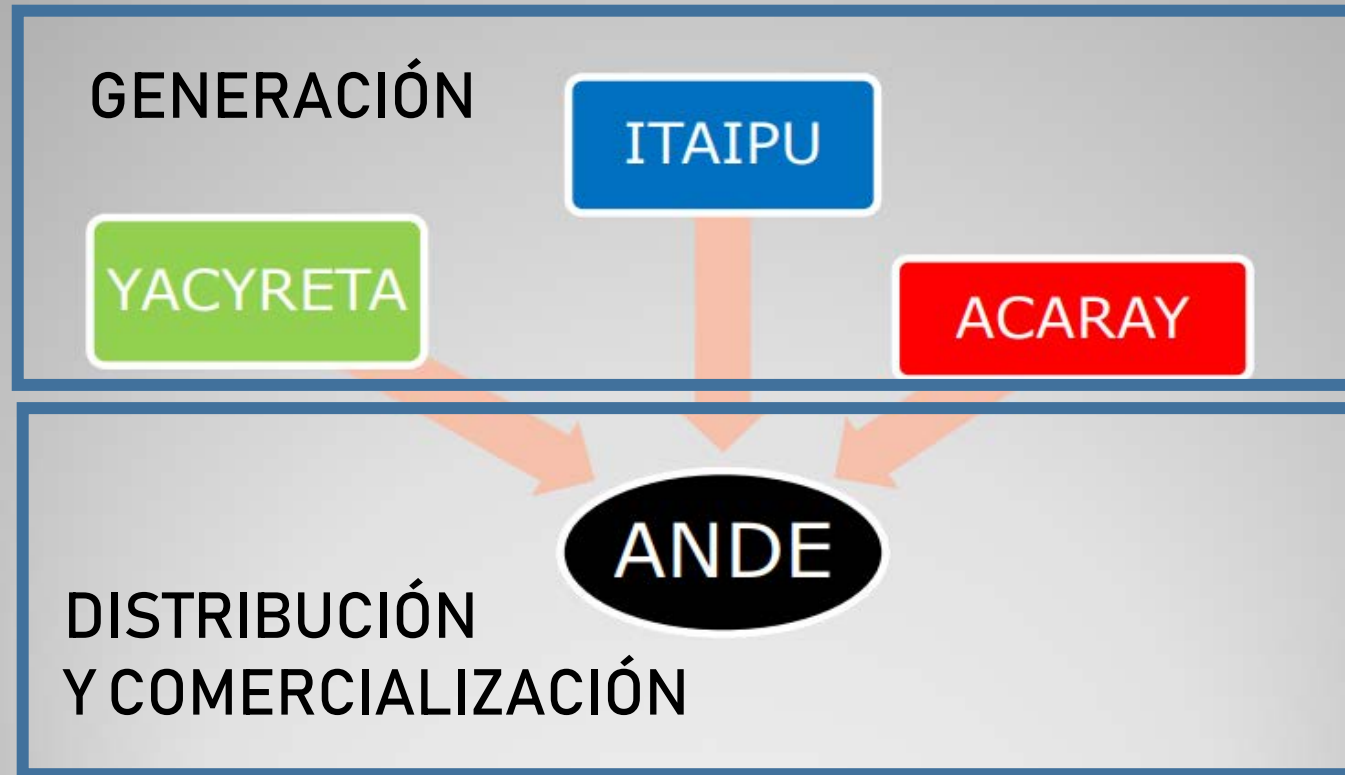 GENERACIÓN
ITAIPU
YACYRETA
ACARAY
ANDE
DISTRIBUCIÓN
Y COMERCIALIZACIÓN